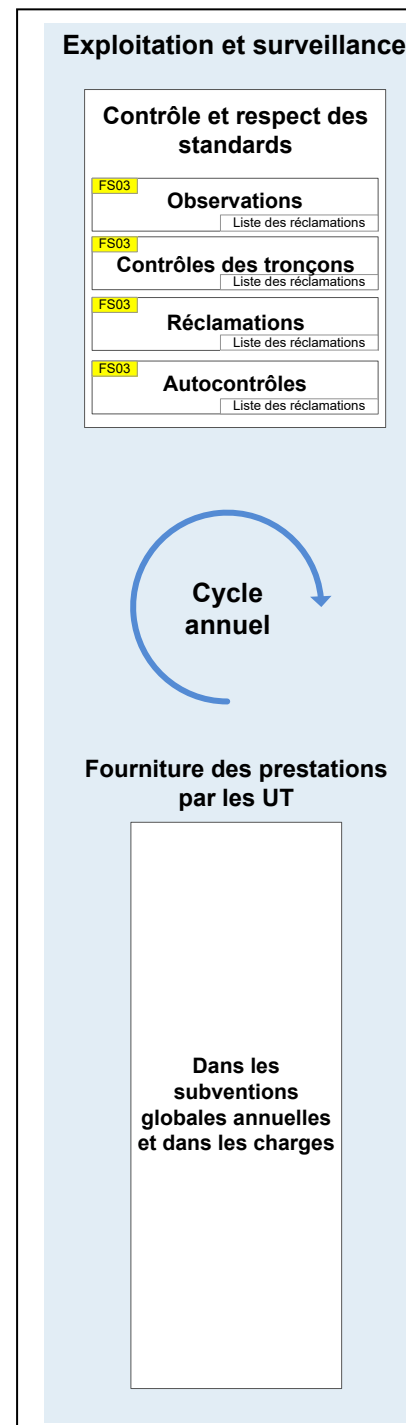 Exploitation et surveillance
Contrôle et respect des
standards
FS03
Observations
Liste des réclamations
FS03
Contrôles des tronçons
Liste des réclamations
FS03
Réclamations
Liste des réclamations
FS03
Autocontrôles
Liste des réclamations
Cycle
annuel
Fourniture des prestations
par les UT
Dans les
subventions
globales annuelles
et dans les charges